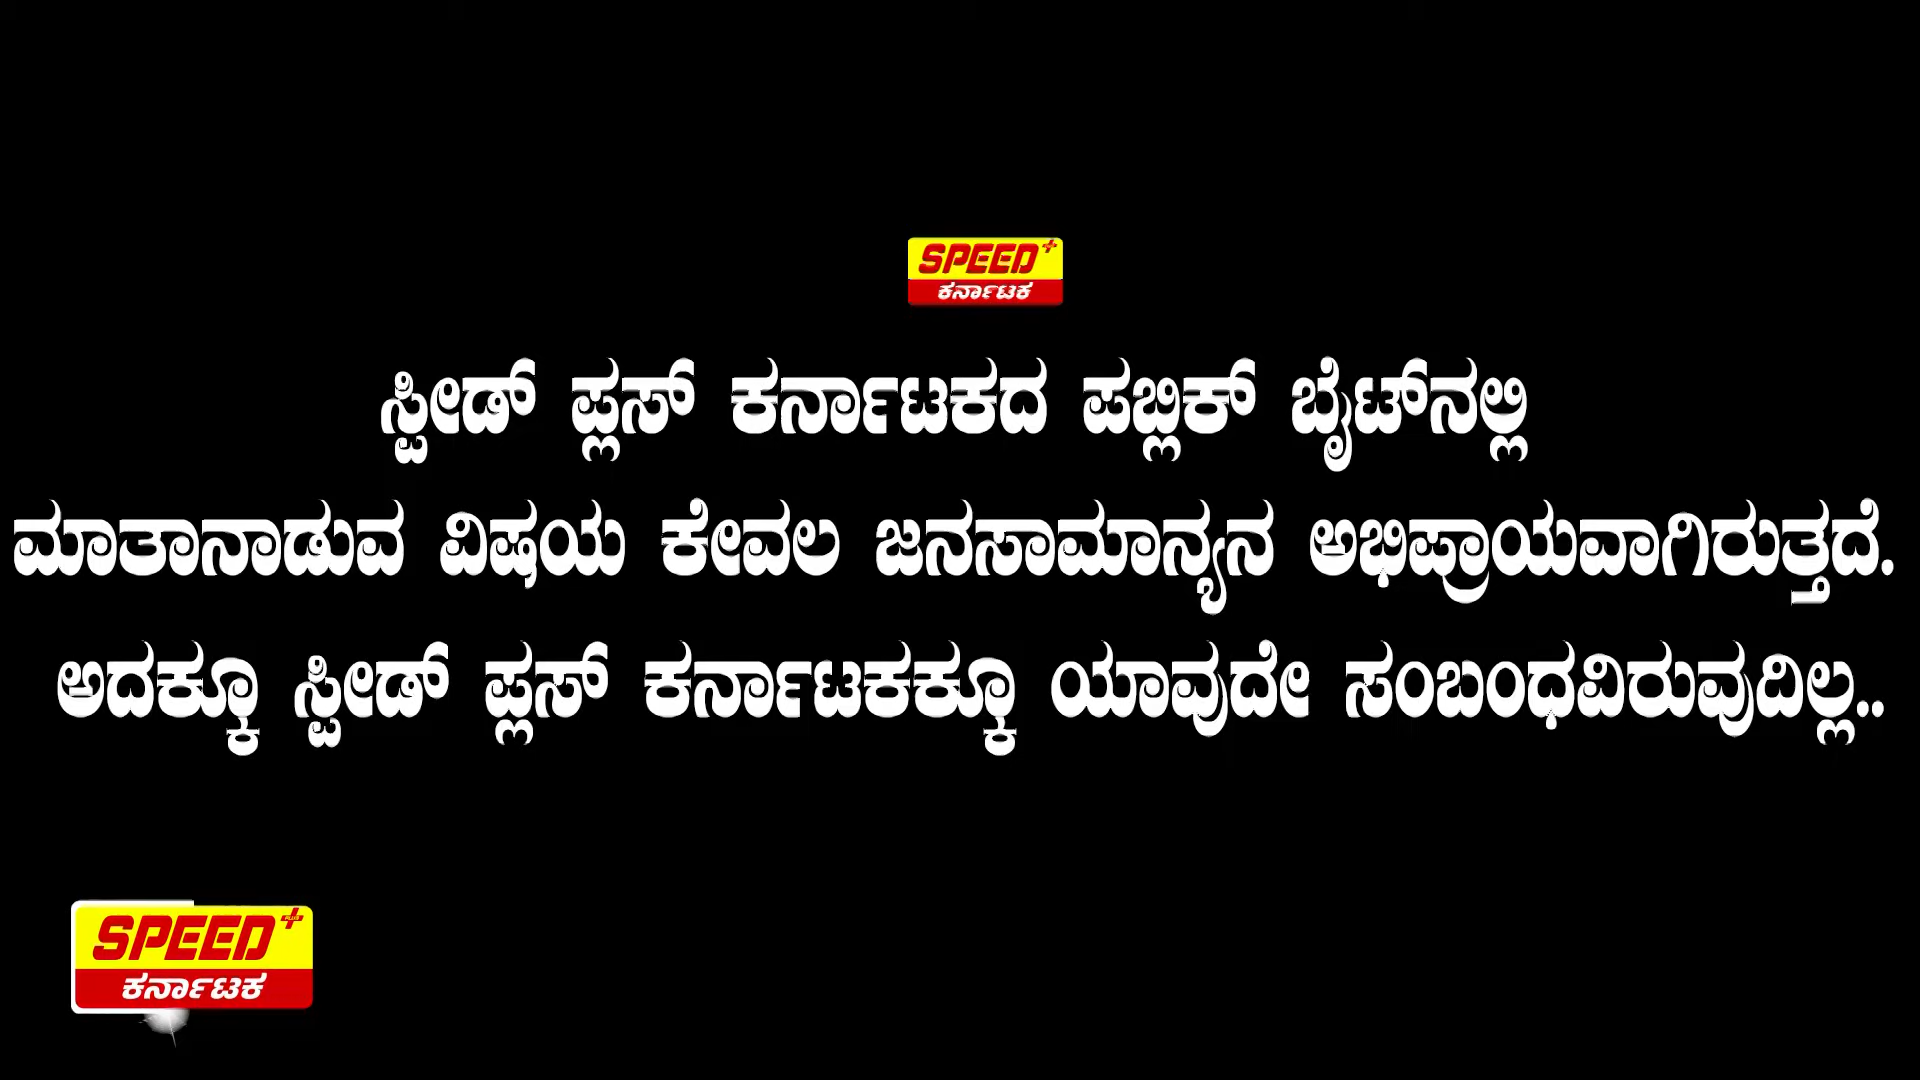 SPEED+
ಕರ್ನಾಟಕ
ಸ್ಪೀಡ್ ಪ್ಲಸ್ ಕರ್ನಾಟಕದ ಪಬ್ಲಿಕ್ ಬೈಟ್‌ನಲ್ಲಿ
ಮಾತಾನಾಡುವ ವಿಷಯ ಕೇವಲ ಜನಸಾಮಾನ್ಯನ ಅಭಿಪ್ರಾಯವಾಗಿರುತ್ತದೆ.
ಅದಕ್ಕೂ ಸ್ಪೀಡ್ ಪ್ಲಸ್ ಕರ್ನಾಟಕಕ್ಕೂ ಯಾವುದೇ ಸಂಬಂಧವಿರುವುದಿಲ್ಲ..
SPEED+ PLUS
ಕರ್ನಾಟಕ